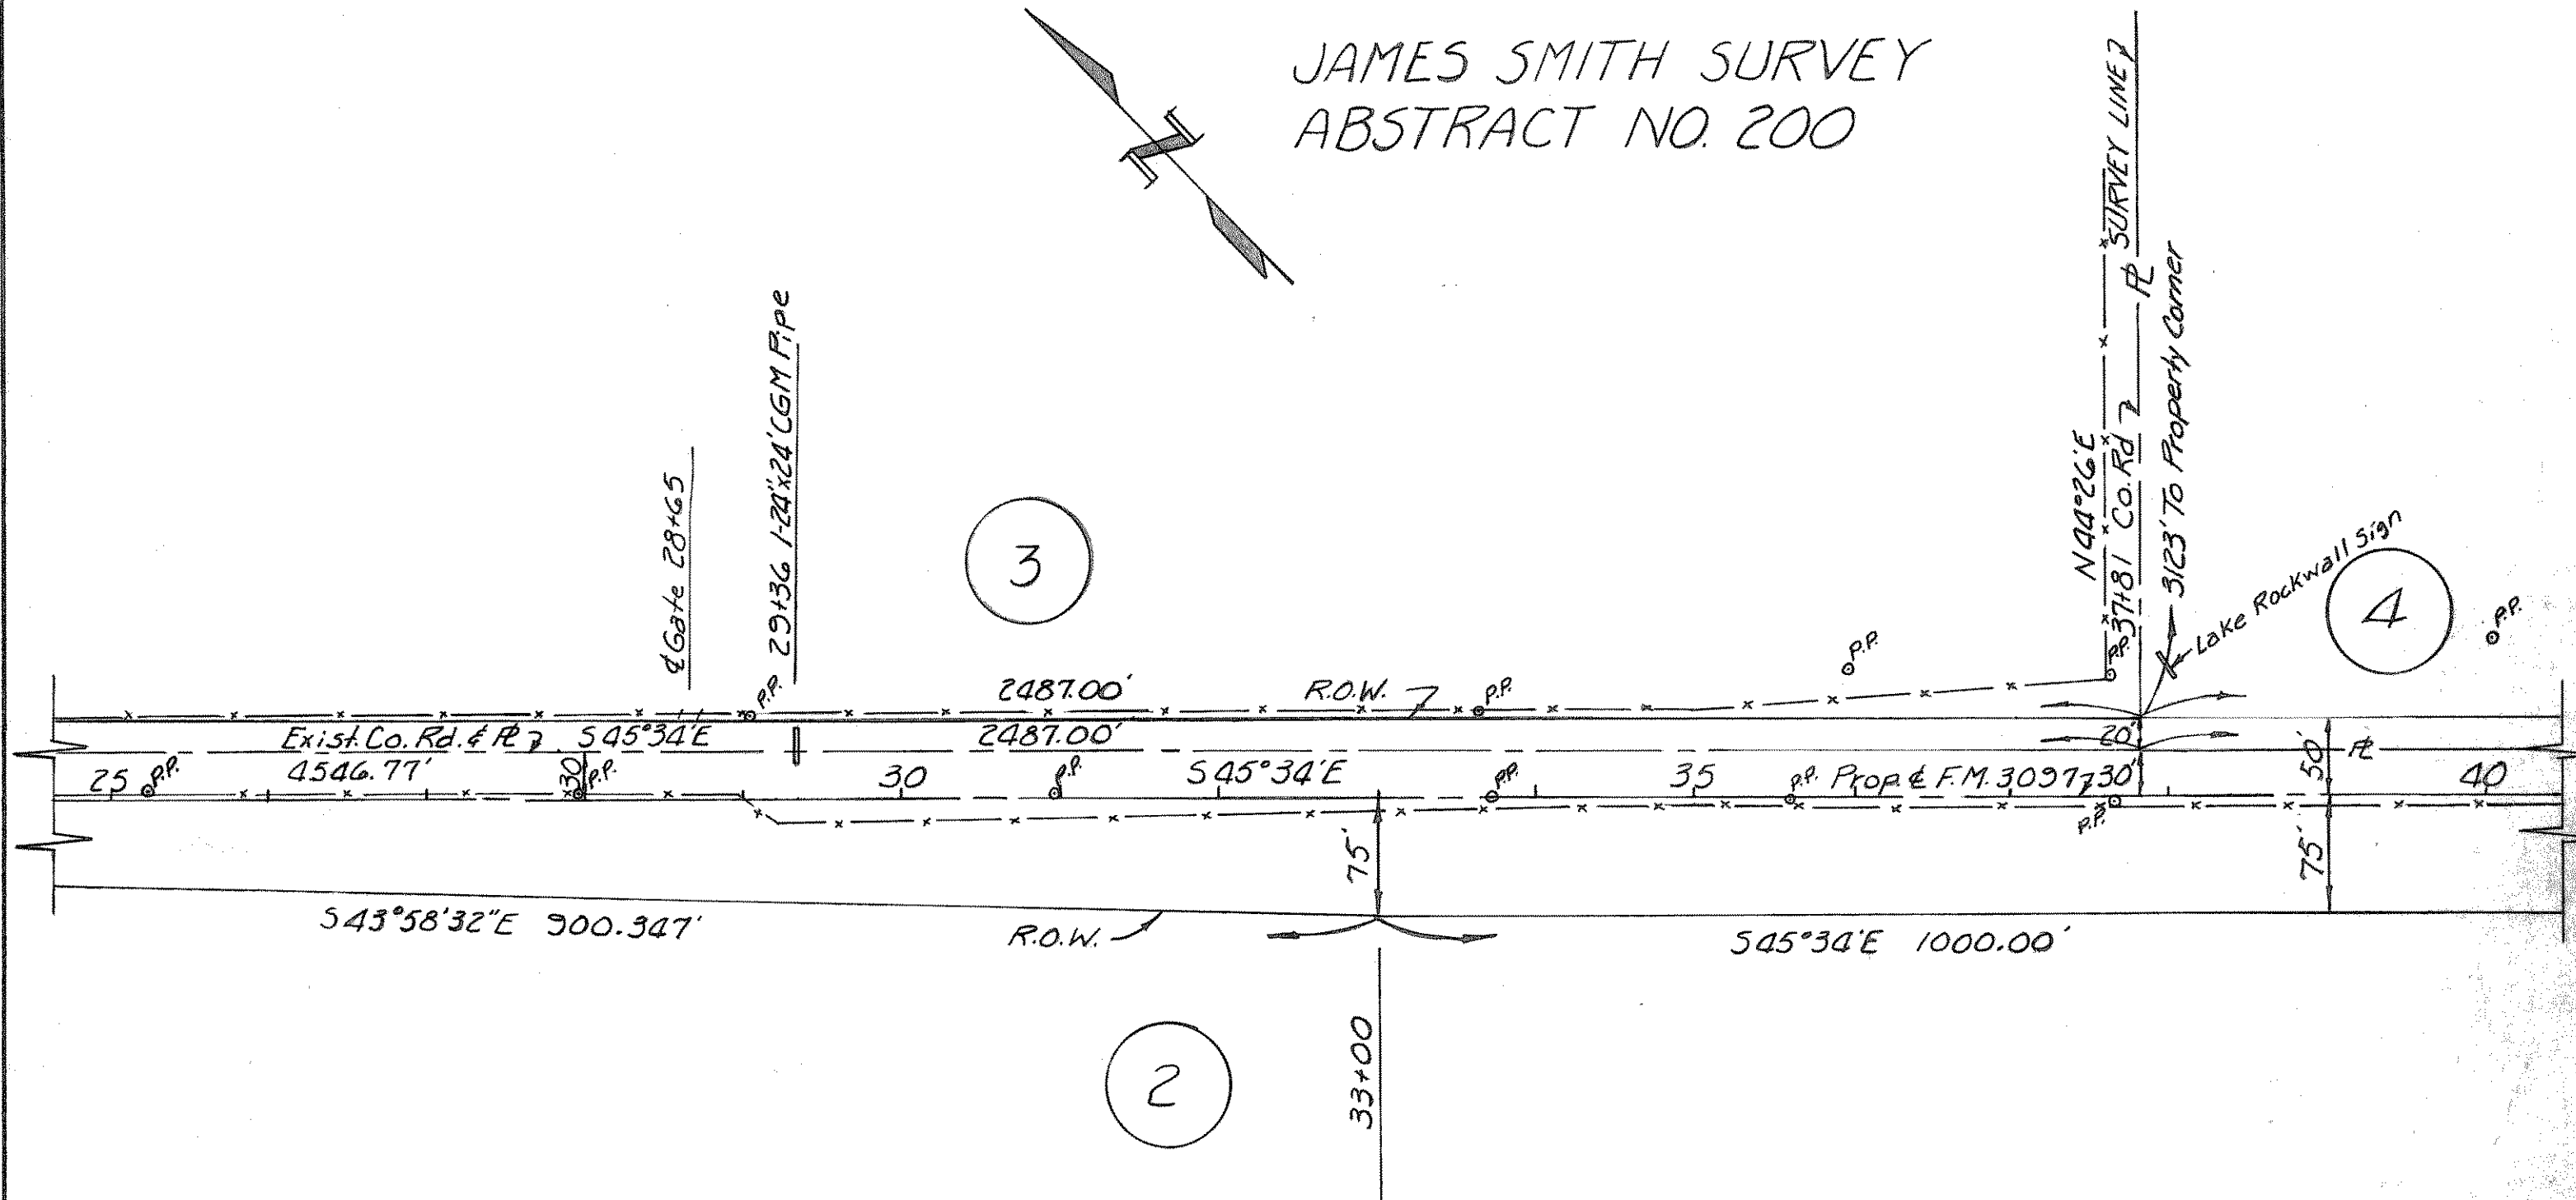 JAMES SMITH SURVEY
ABSTRACT NO. 200
SURVEY LINE
PL
3123' To Property Corner
N44°26'E
37+81 Co. Rd
Lake Rockwall Sign
℄ Gate 28+65
29+36 1-24"x24' CGM Pipe
3
4
P.P.
P.P.
P.P.
P.P.
P.P.
2487.00'
R.O.W.
Exist. Co. Rd. ℄ PL S45°34'E
2487.00'
20'
50'
PL
25
P.P.
4546.77'
30
P.P.
30
P.P.
S45°34'E
P.P.
35
P.P.
Prop. ℄ F.M. 3097
30'
40
P.P.
75'
75'
S43°58'32"E 900.347'
R.O.W.
S45°34'E 1000.00'
2
33+00